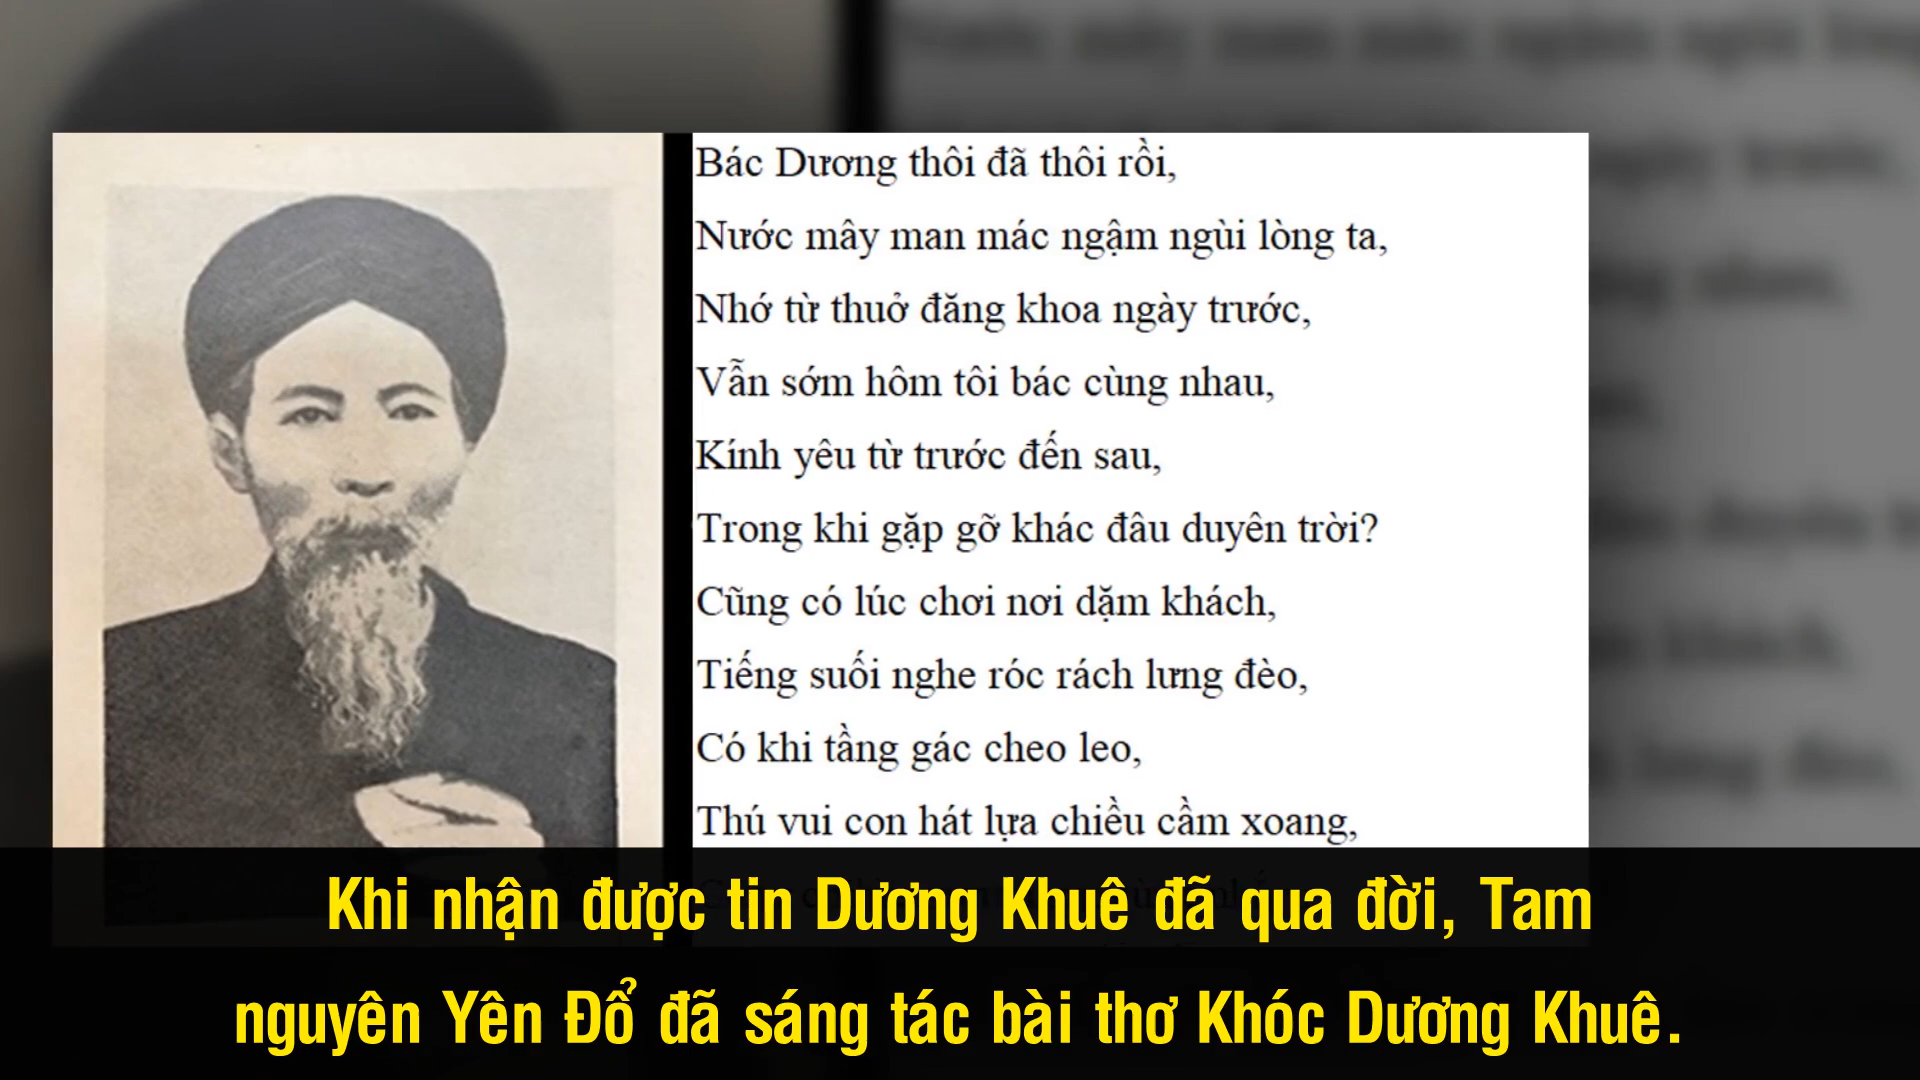 Bác Dương thôi đã thôi rồi,
Nước mây man mác ngậm ngùi lòng ta,
Nhớ từ thuở đăng khoa ngày trước,
Vẫn sớm hôm tôi bác cùng nhau,
Kính yêu từ trước đến sau,
Trong khi gặp gỡ khác đâu duyên trời?
Cũng có lúc chơi nơi dặm khách,
Tiếng suối nghe róc rách lưng đèo,
Có khi tầng gác cheo leo,
Thú vui con hát lựa chiều cầm xoang,
Khi nhận được tin Dương Khuê đã qua đời, Tam
nguyên Yên Đổ đã sáng tác bài thơ Khóc Dương Khuê.